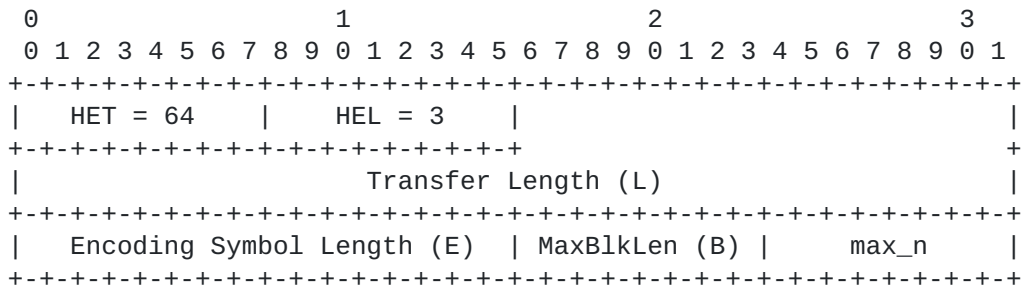 0                   1                   2                   3
 0 1 2 3 4 5 6 7 8 9 0 1 2 3 4 5 6 7 8 9 0 1 2 3 4 5 6 7 8 9 0 1
+-+-+-+-+-+-+-+-+-+-+-+-+-+-+-+-+-+-+-+-+-+-+-+-+-+-+-+-+-+-+-+-+
|   HET = 64    |    HEL = 3    |                               |
+-+-+-+-+-+-+-+-+-+-+-+-+-+-+-+-+                               +
|                      Transfer Length (L)                      |
+-+-+-+-+-+-+-+-+-+-+-+-+-+-+-+-+-+-+-+-+-+-+-+-+-+-+-+-+-+-+-+-+
|   Encoding Symbol Length (E)  | MaxBlkLen (B) |     max_n     |
+-+-+-+-+-+-+-+-+-+-+-+-+-+-+-+-+-+-+-+-+-+-+-+-+-+-+-+-+-+-+-+-+